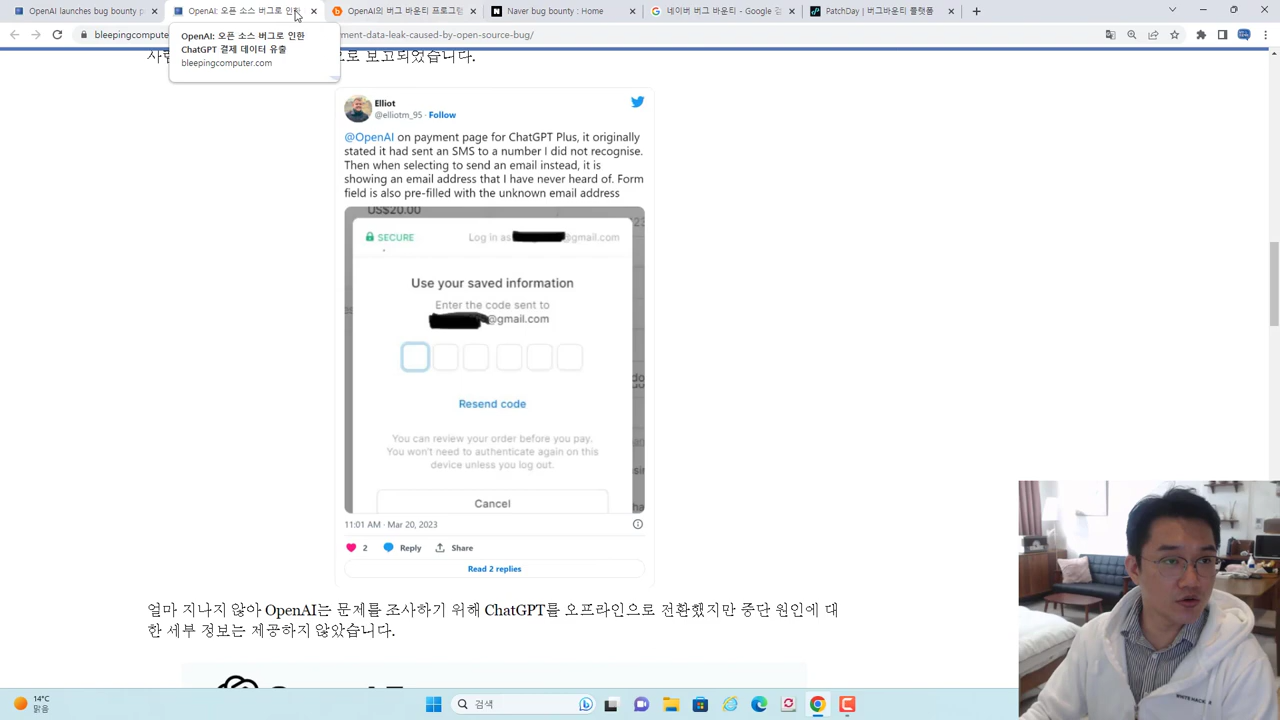 OpenAI launches bug bounty p
OpenAI: 오픈 소스 버그로 인한
OpenAI의 버그 바운티 프로그램
Naver bug bounty : Home
네이버 버그 바운티 - Google 검
PatchDay | 버그바운티 플랫폼
bleepingcompute
ment-data-leak-caused-by-open-source-bug/
OpenAI: 오픈 소스 버그로 인한
ChatGPT 결제 데이터 유출
bleepingcomputer.com
로 보고되었습니다.
Elliot
@elliotm_95 · Follow
@OpenAI on payment page for ChatGPT Plus, it originally
stated it had sent an SMS to a number I did not recognise.
Then when selecting to send an email instead, it is
showing an email address that I have never heard of. Form
field is also pre-filled with the unknown email address
US$20.00
SECURE
Log in as @gmail.com
Use your saved information
Enter the code sent to
@gmail.com
Resend code
You can review your order before you pay.
You won't need to authenticate again on this
device unless you log out.
Cancel
11:01 AM · Mar 20, 2023
2 Reply Share
Read 2 replies
얼마 지나지 않아 OpenAI는 문제를 조사하기 위해 ChatGPT를 오프라인으로 전환했지만 중단 원인에 대
한 세부 정보는 제공하지 않았습니다.
14°C
맑음
검색